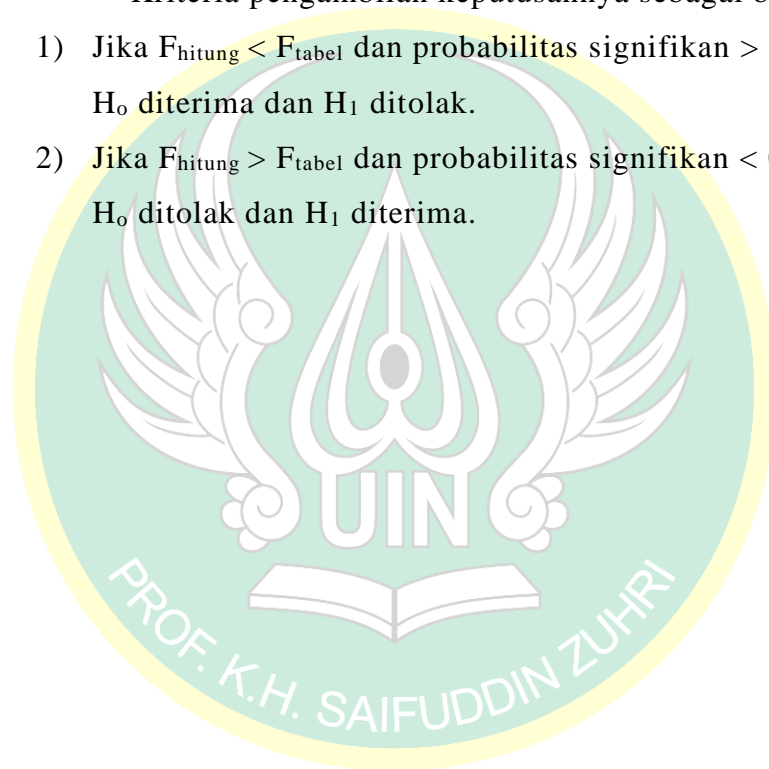 Kriteria pengambilan keputusannya sebagai
1) Jika Fhitung < Ftabel dan probabilitas signifikan >
Ho diterima dan H1 ditolak.
2) Jika Fhitung > Ftabel dan probabilitas signifikan <
Ho ditolak dan H1 diterima.
UIN
PROF. K.H. SAIFUDDIN ZUHRI